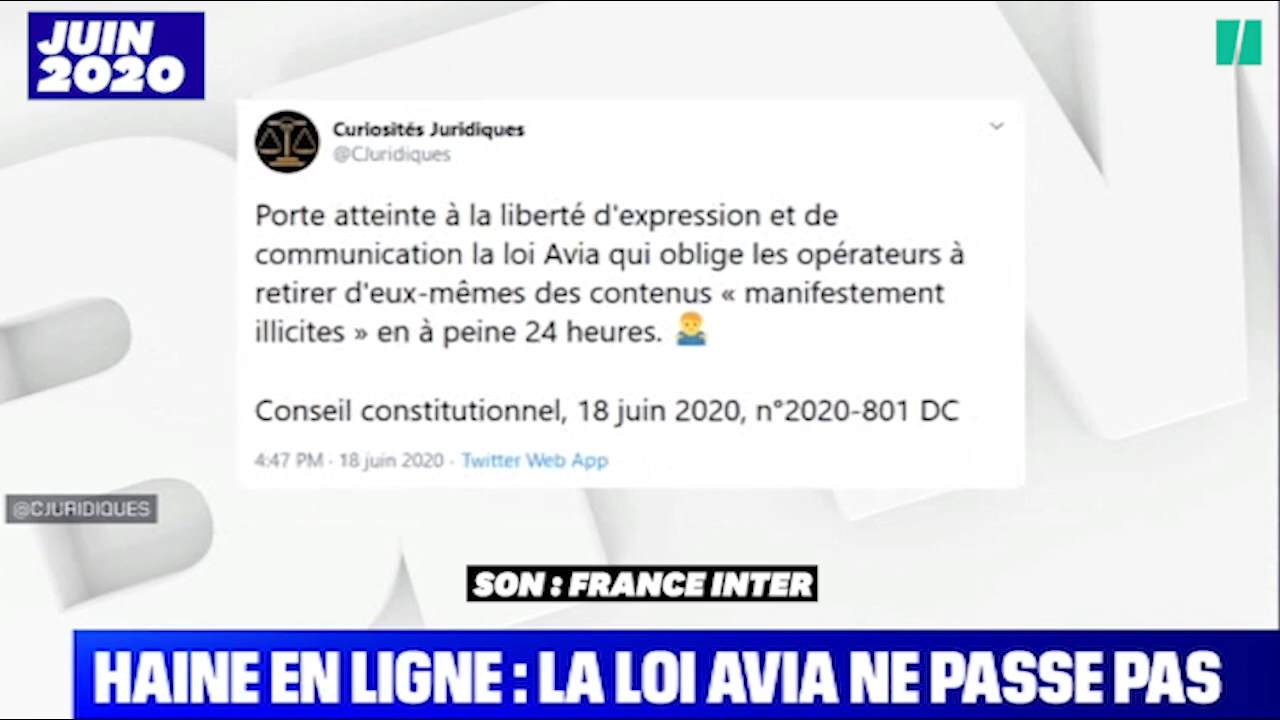 JUIN
2020
Curiosités Juridiques
@CJuridiques
Porte atteinte à la liberté d'expression et de
communication la loi Avia qui oblige les opérateurs à
retirer d'eux-mêmes des contenus « manifestement
illicites » en à peine 24 heures. 🙅‍♂️
Conseil constitutionnel, 18 juin 2020, n°2020-801 DC
4:47 PM · 18 juin 2020 · Twitter Web App
@CJURIDIQUES
SON : FRANCE INTER
HAINE EN LIGNE : LA LOI AVIA NE PASSE PAS